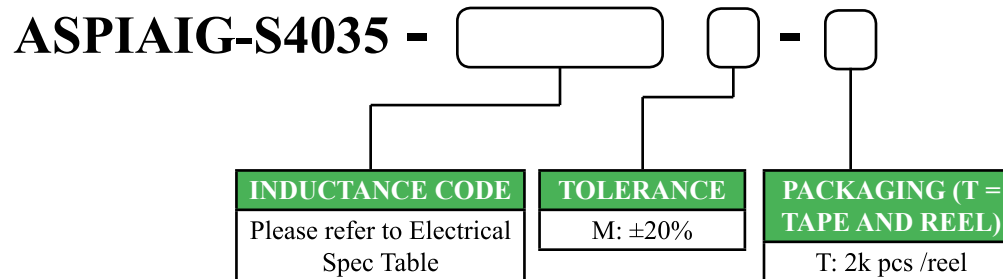 ASPIAIG-S4035 - -
INDUCTANCE CODE
Please refer to Electrical
Spec Table
TOLERANCE
M: ±20%
PACKAGING (T =
TAPE AND REEL)
T: 2k pcs /reel